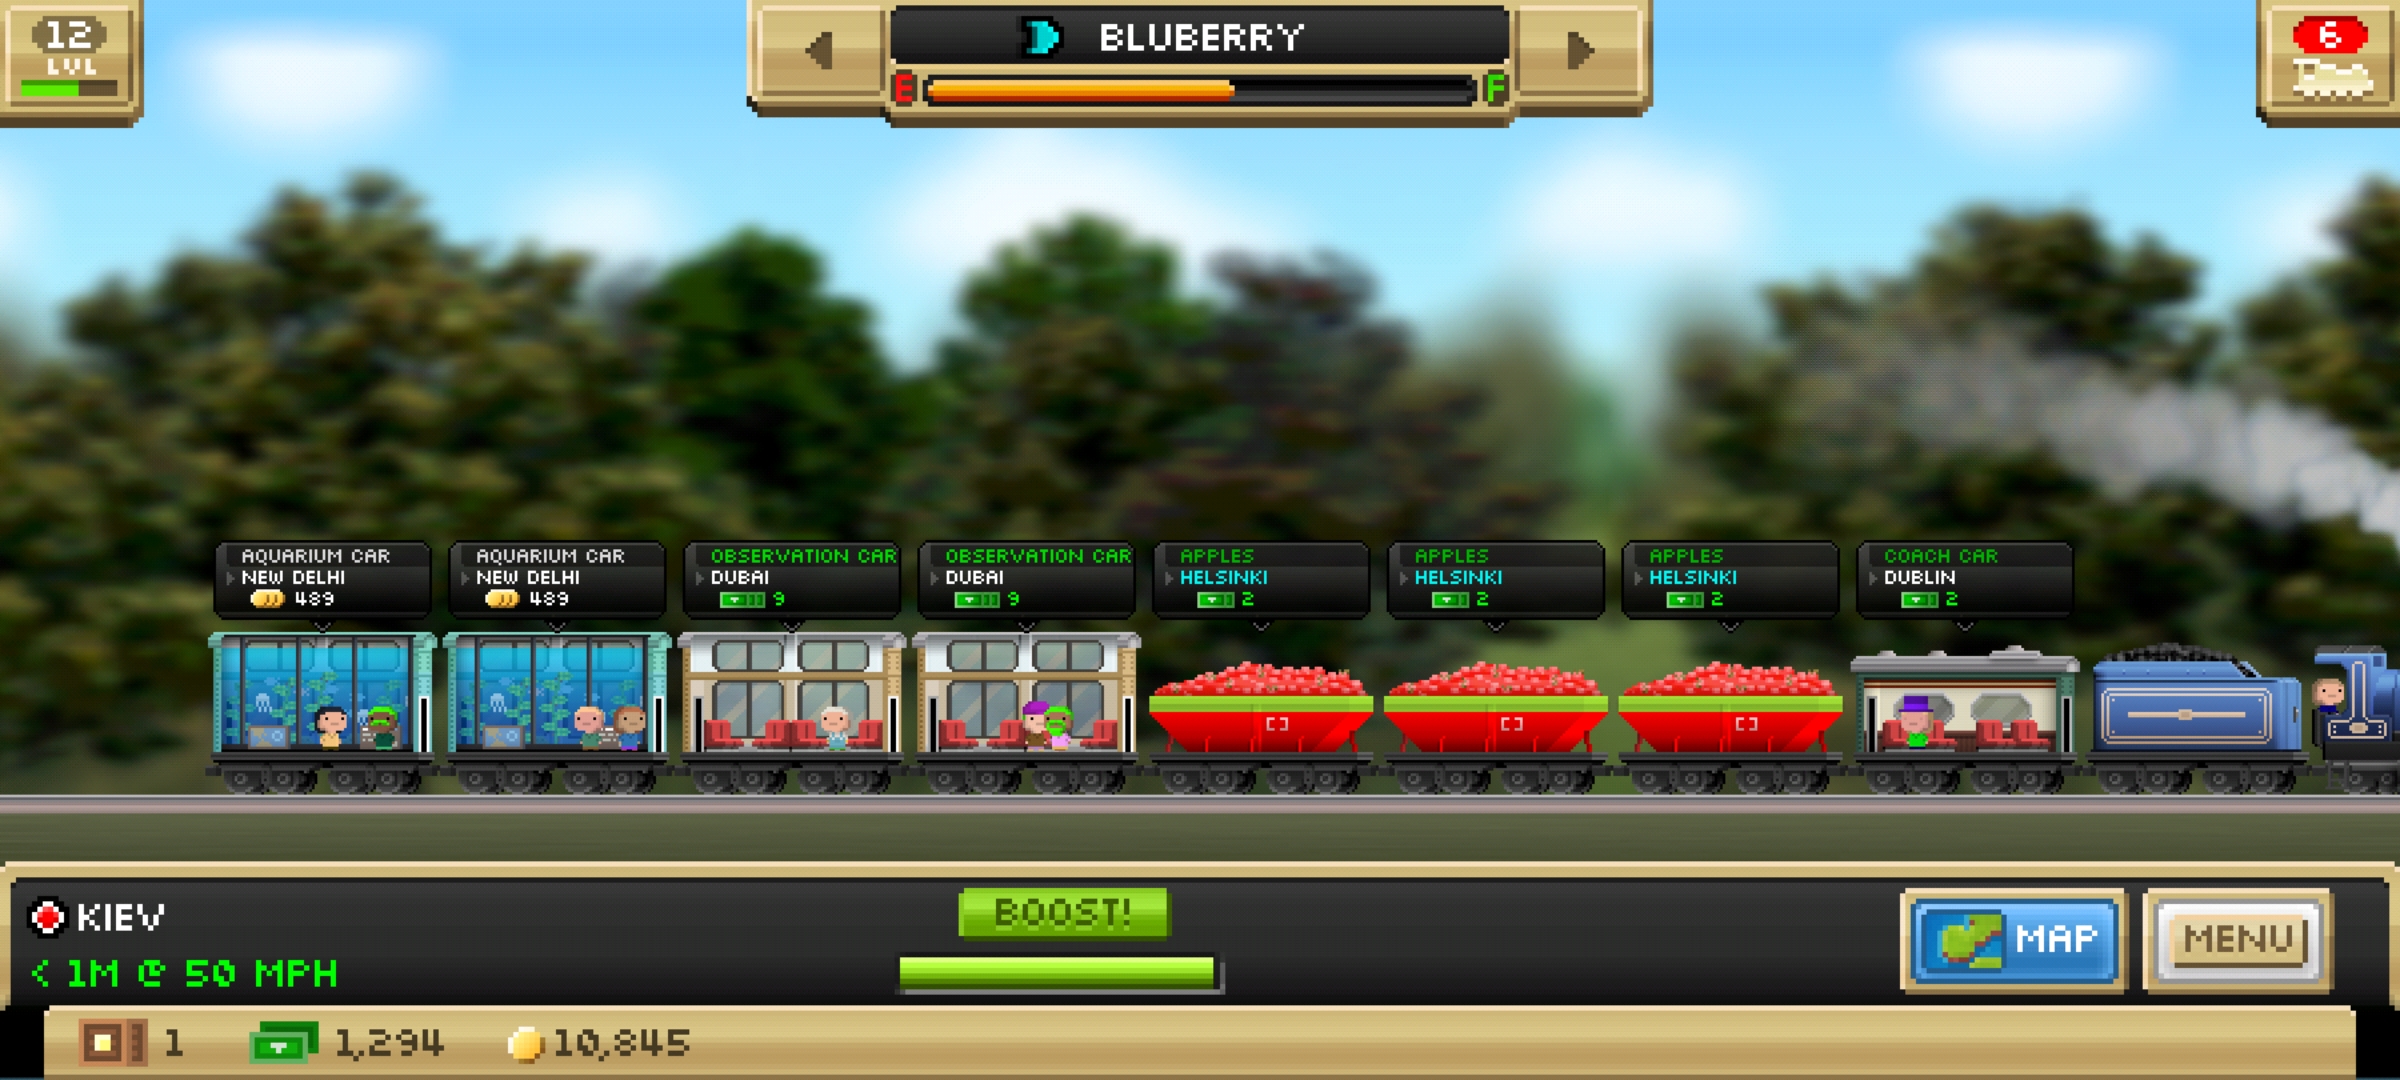 12
LVL
BLUBERRY
E
F
6
AQUARIUM CAR
NEW DELHI
489
AQUARIUM CAR
NEW DELHI
489
OBSERVATION CAR
DUBAI
9
OBSERVATION CAR
DUBAI
9
APPLES
HELSINKI
2
APPLES
HELSINKI
2
APPLES
HELSINKI
2
COACH CAR
DUBLIN
2
KIEV
< 1M @ 50 MPH
BOOST!
MAP
MENU
1
1,294
10,845